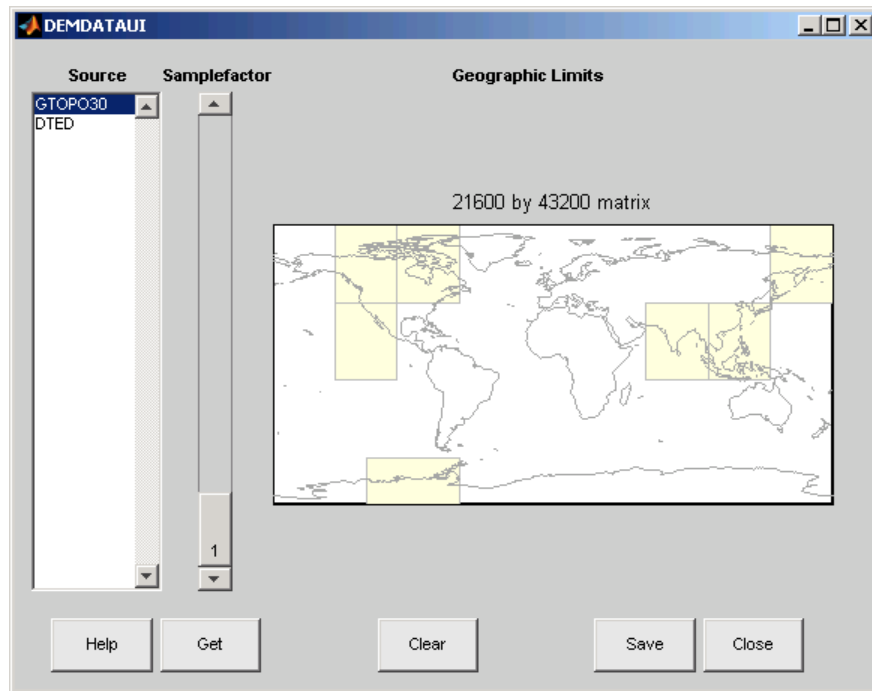 DEMDATAUI
Source Samplefactor Geographic Limits
GTOPO30
DTED
21600 by 43200 matrix
1
Help Get Clear Save Close